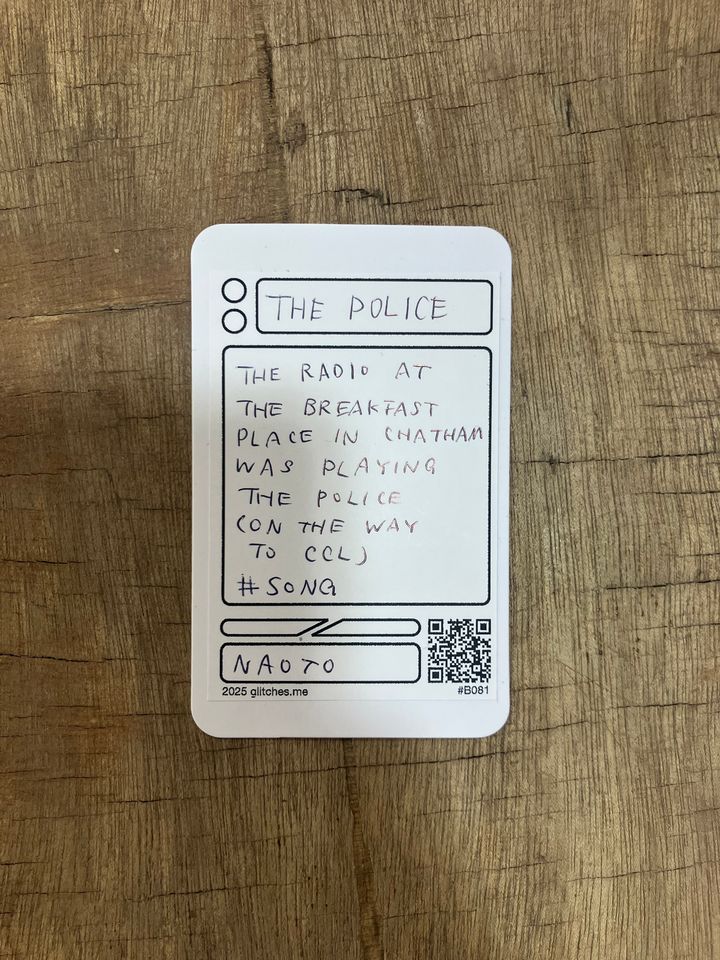 THE POLICE
THE RADIO AT
THE BREAKFAST
PLACE IN CHATHAM
WAS PLAYING
THE POLICE
(ON THE WAY
TO CCL)
#SONG
NAOTO
2025 glitches.me
#B081